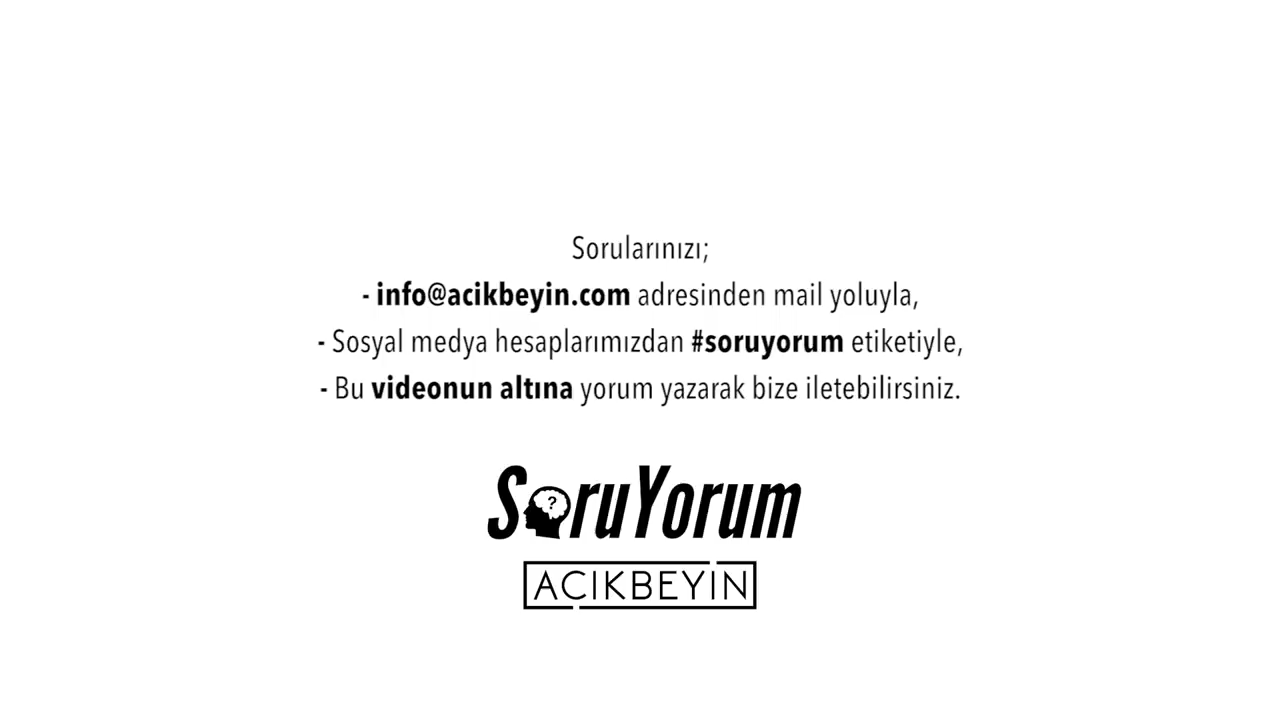 Sorularınızı;
- info@acikbeyin.com adresinden mail yoluyla,
- Sosyal medya hesaplarımızdan #soruyorum etiketiyle,
- Bu videonun altına yorum yazarak bize iletebilirsiniz.
SoruYorum
AÇIKBEYİN